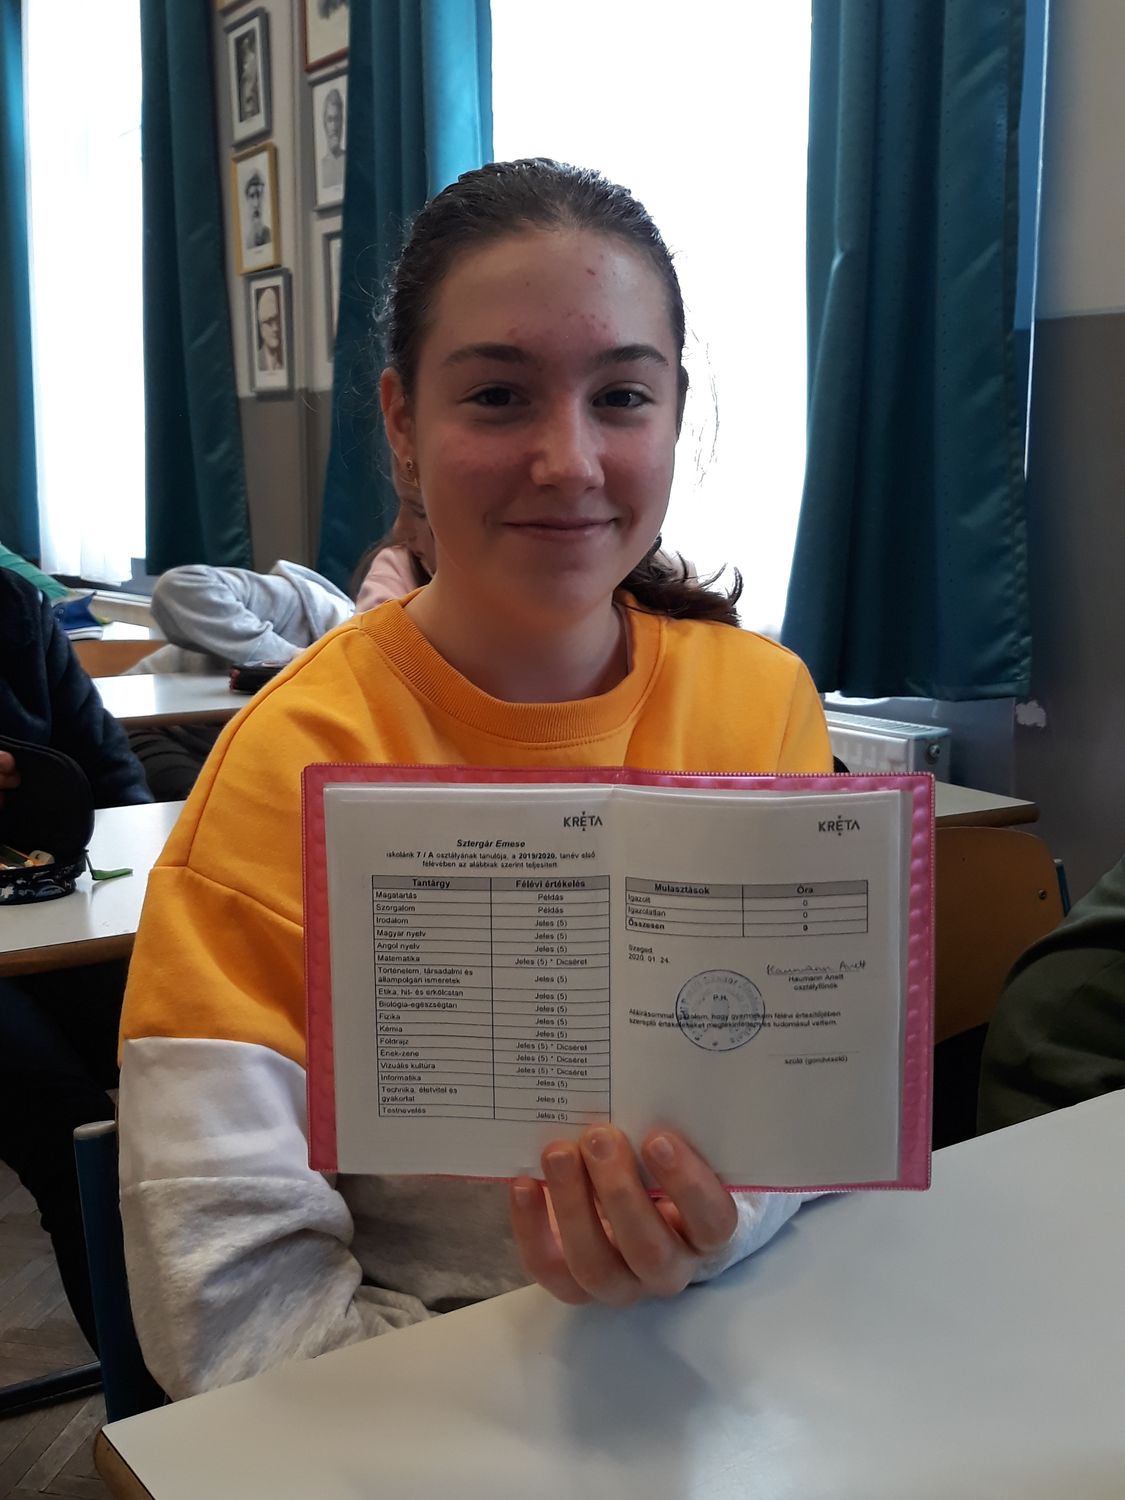 KRÉTA
Sztergár Emese
iskolánk 7 / A osztályának tanulója, a 2019/2020. tanév első
félévében az alábbiak szerint teljesített
Tantárgy Félévi értékelés
Magatartás Példás
Szorgalom Példás
Irodalom Jeles (5)
Magyar nyelv Jeles (5)
Angol nyelv Jeles (5)
Matematika Jeles (5) * Dicséret
Történelem, társadalmi és
állampolgári ismeretek Jeles (5)
Etika, hit- és erkölcstan Jeles (5)
Biológia-egészségtan Jeles (5)
Fizika Jeles (5)
Kémia Jeles (5)
Földrajz Jeles (5) * Dicséret
Ének-zene Jeles (5) * Dicséret
Vizuális kultúra Jeles (5) * Dicséret
Informatika Jeles (5)
Technika, életvitel és
gyakorlat Jeles (5)
Testnevelés Jeles (5)
KRÉTA
Mulasztások Óra
Igazolt 0
Igazolatlan 0
Összesen 0
Szeged,
2020. 01. 24.
Haumann Anett
Haumann Anett
osztályfőnök
P.H.
Aláírásommal igazolom, hogy gyermekem félévi értesítőjében
szereplő értékeléseket megtekintettem és tudomásul vettem.
szülő (gondviselő)